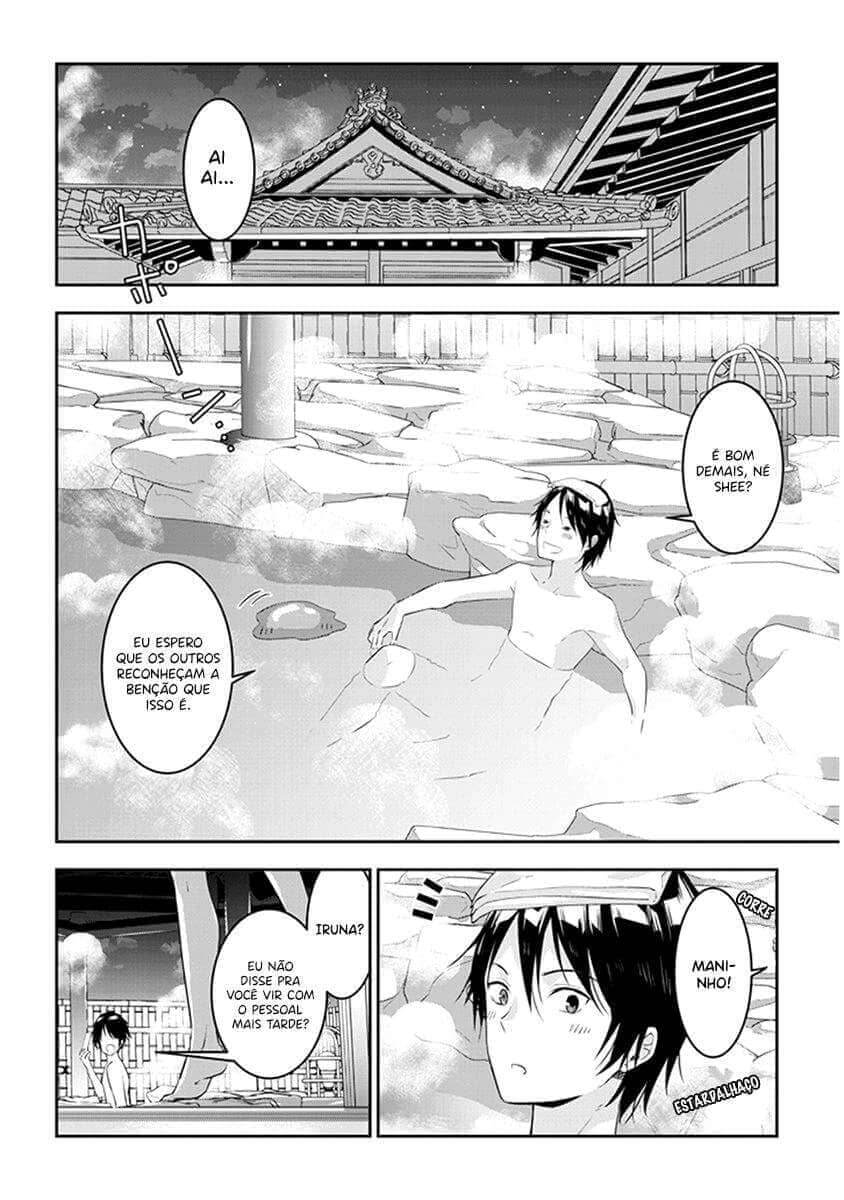 AI
AI...
カポーン
É BOM
DEMAIS, NÉ
SHEE?
EU ESPERO
QUE OS OUTROS
RECONHEÇAM A
BENÇÃO QUE
ISSO É.
CORRE
MANI-
NHO!
ESTARDALHAÇO
IRUNA?
EU NÃO
DISSE PRA
VOCÊ VIR COM
O PESSOAL
MAIS TARDE?